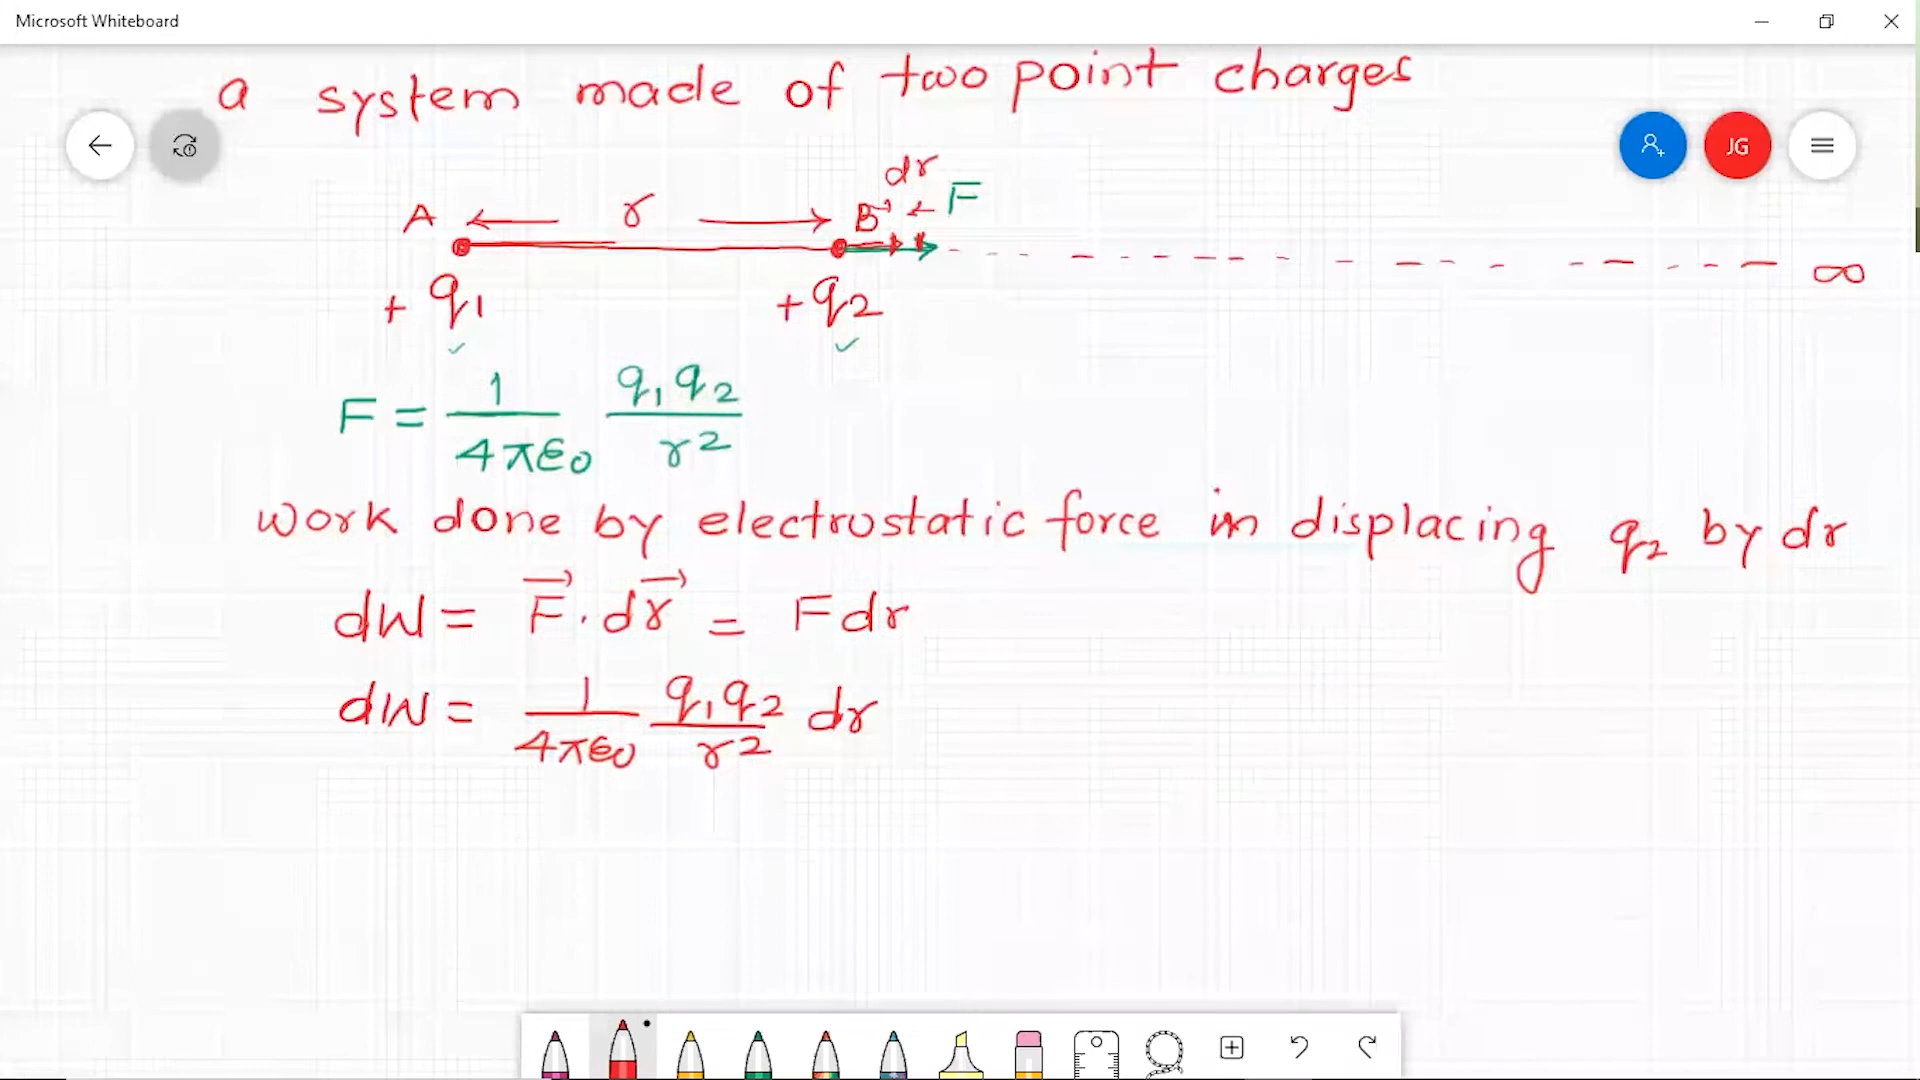 Microsoft Whiteboard
a system made of two point charges
JG
dr
A ← r → B → ← F
∞
+ q₁ + q₂
✓ ✓
F = 1/4πϵ₀ q₁q₂/r²
work done by electrostatic force in displacing q₂ by dr
dW = F⃗ . dr⃗ = Fdr
dW = 1/4πϵ₀ q₁q₂/r² dr